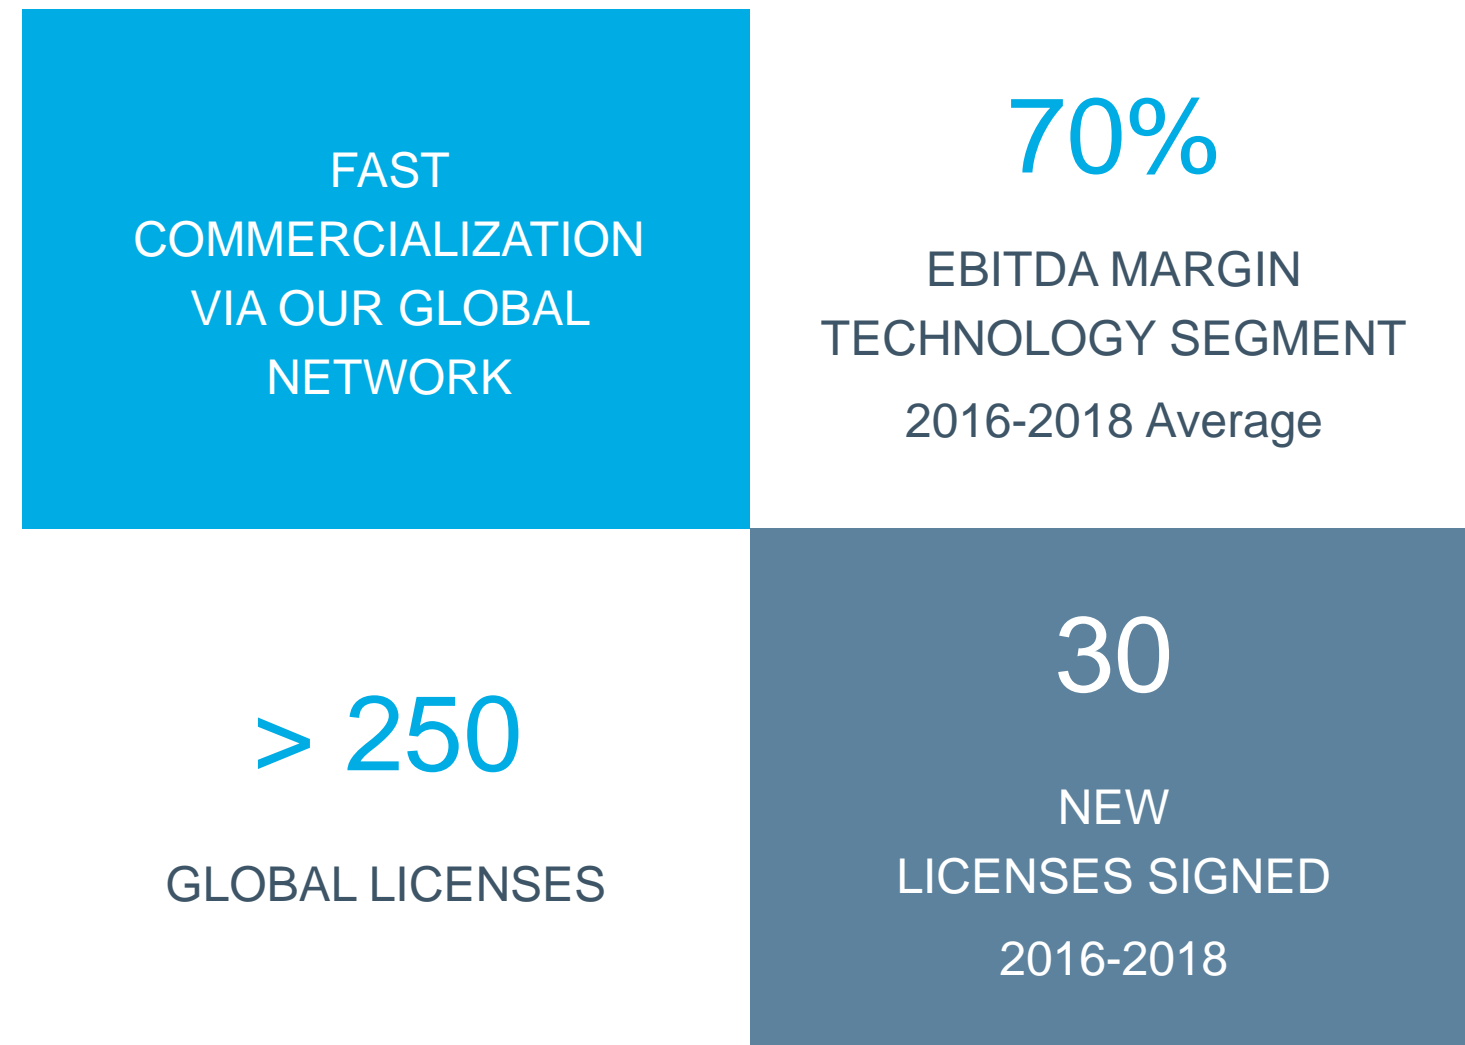 FAST
COMMERCIALIZATION
VIA OUR GLOBAL
NETWORK
70%
EBITDA MARGIN
TECHNOLOGY SEGMENT
2016-2018 Average
> 250
GLOBAL LICENSES
30
NEW
LICENSES SIGNED
2016-2018